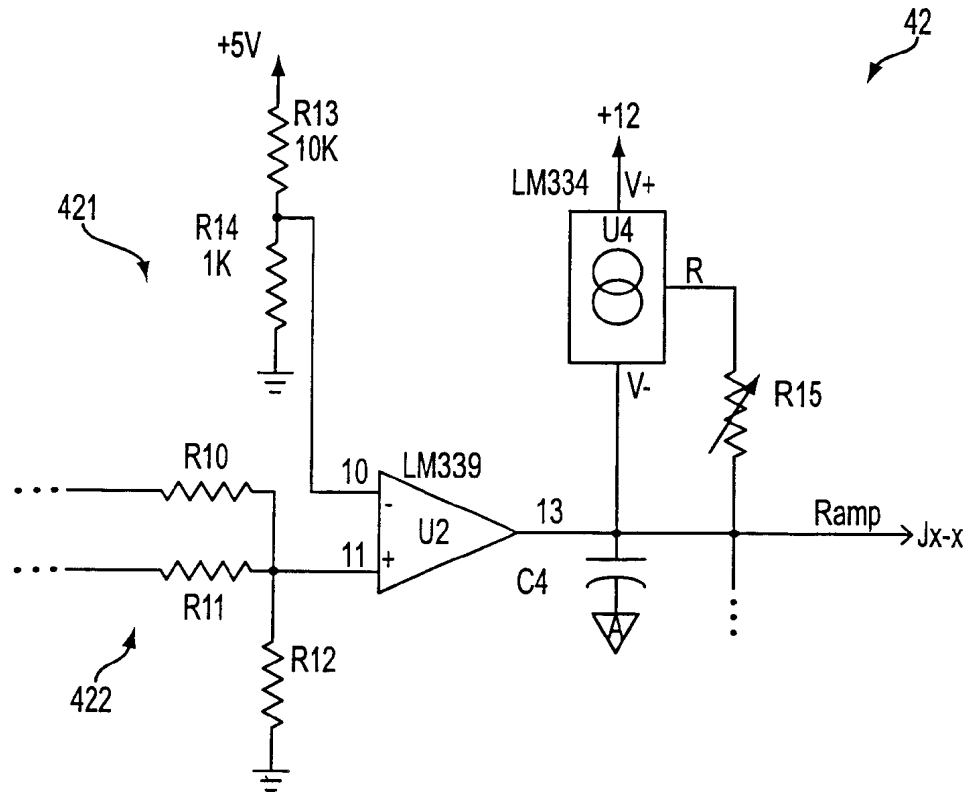 42
+5V
R13
10K
+12
LM334
V+
U4
421
R14
1K
R
V-
R15
R10
10
LM339
-
U2
13
Ramp
Jx-x
11
+
R11
C4
A
R12
422